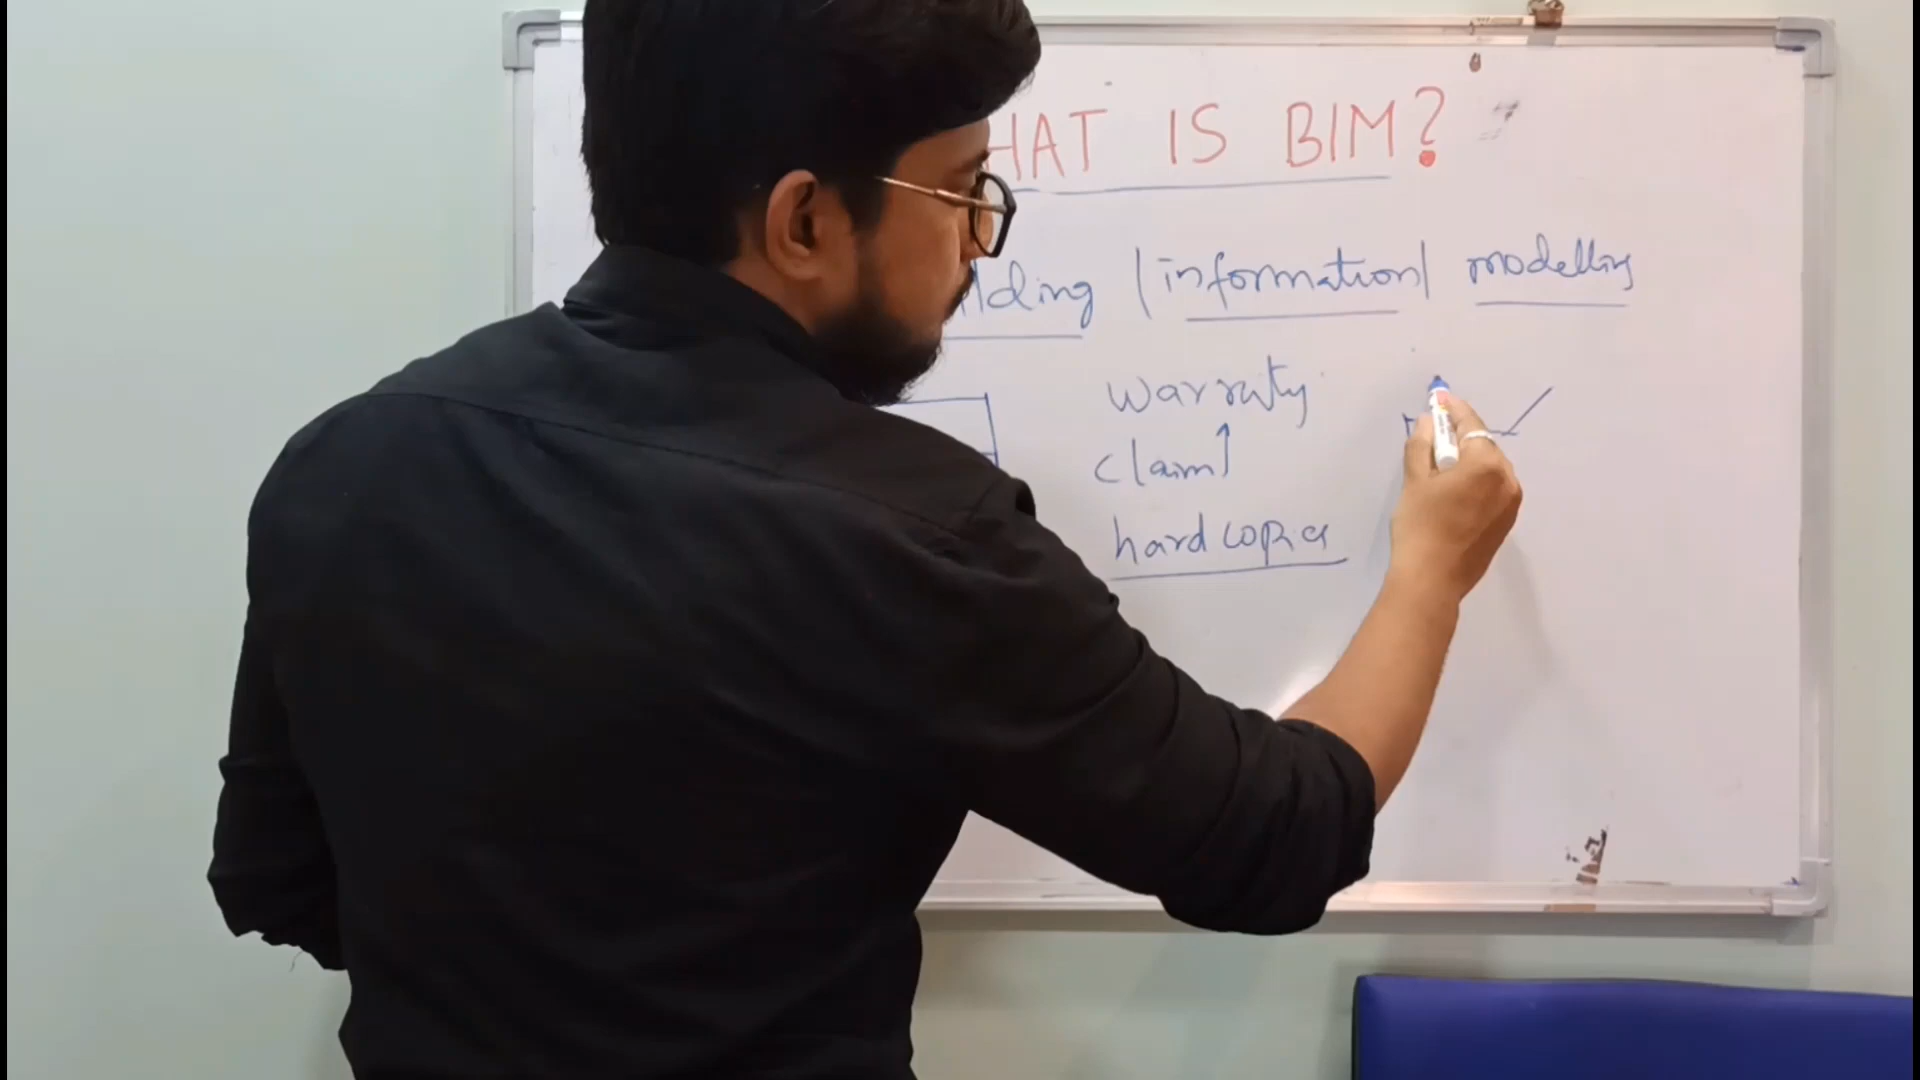 HAT IS BIM?
lding | information | modelling
warranty
claim
hard copies